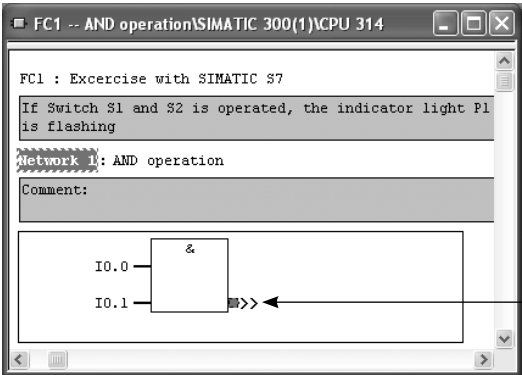 FC1 -- AND operation\SIMATIC 300(1)\CPU 314
FC1 : Excercise with SIMATIC S7
If Switch S1 and S2 is operated, the indicator light P1
is flashing
Network 1: AND operation
Comment:
&
I0.0
I0.1
>>